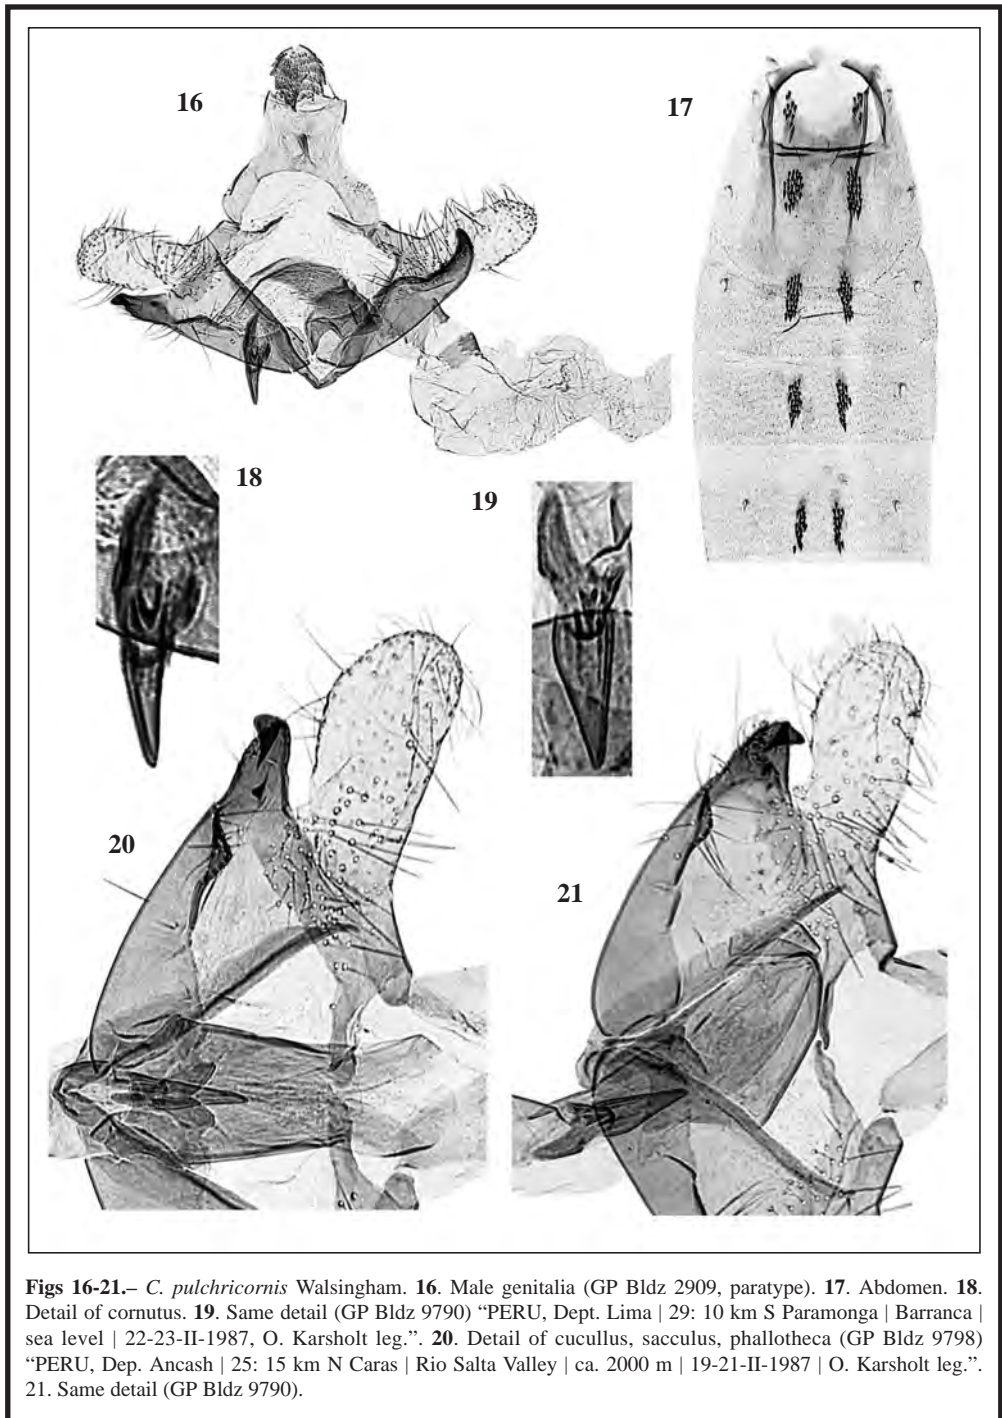 16
17
18
19
20
21
Figs 16-21.– C. pulchricornis Walsingham. 16. Male genitalia (GP Bldz 2909, paratype). 17. Abdomen. 18.
Detail of cornutus. 19. Same detail (GP Bldz 9790) “PERU, Dept. Lima | 29: 10 km S Paramonga | Barranca |
sea level | 22-23-II-1987, O. Karsholt leg.”. 20. Detail of cucullus, sacculus, phallotheca (GP Bldz 9798)
“PERU, Dep. Ancash | 25: 15 km N Caras | Rio Salta Valley | ca. 2000 m | 19-21-II-1987 | O. Karsholt leg.”.
21. Same detail (GP Bldz 9790).